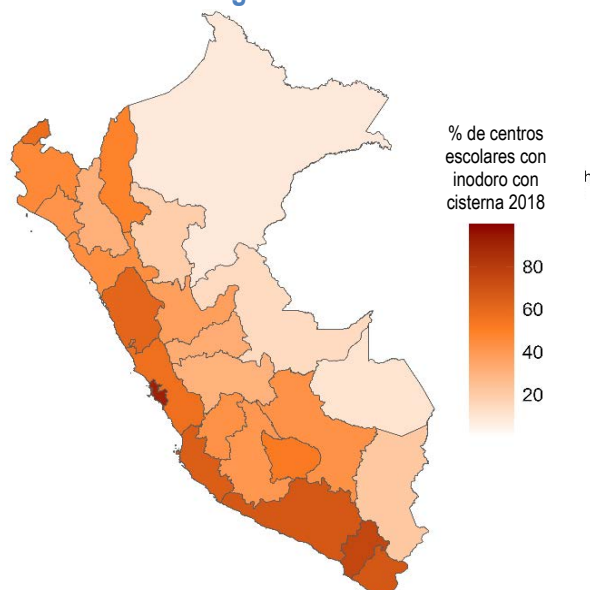 % de centros
escolares con
inodoro con
cisterna 2018
80
60
40
20